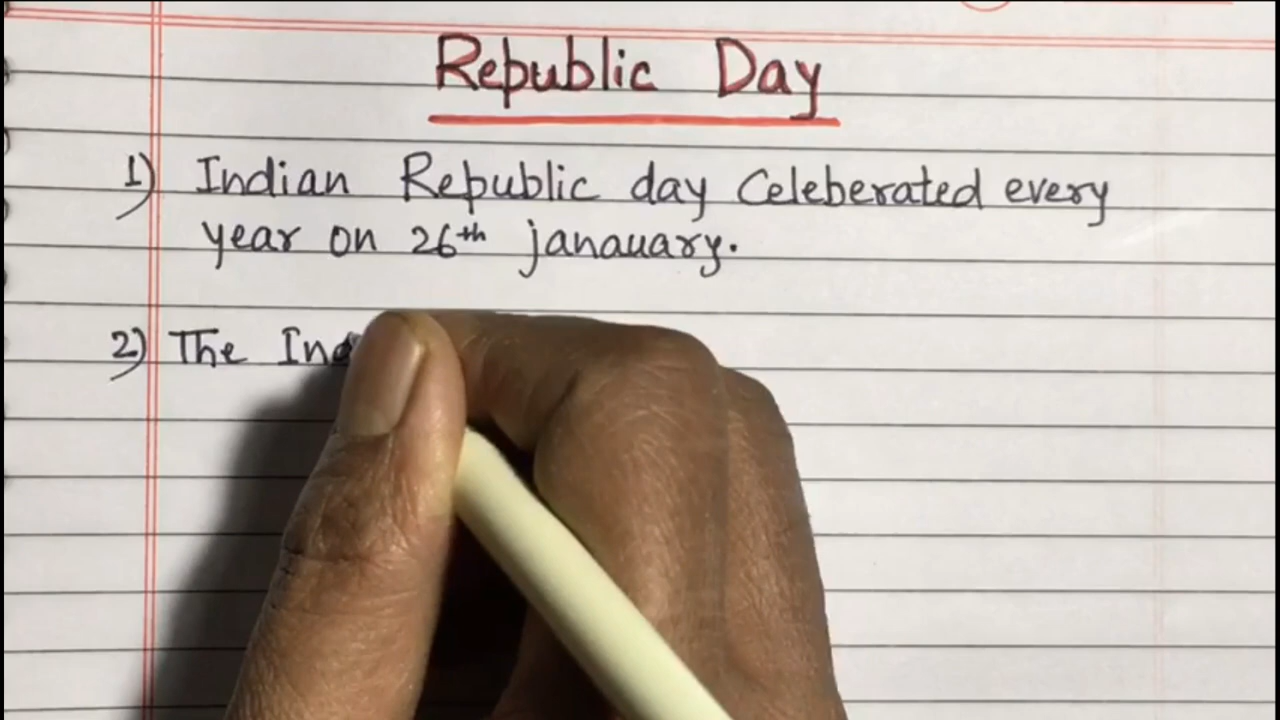 Republic Day
1) Indian Republic day Celeberated every
year on 26th janauary.
2) The Ind